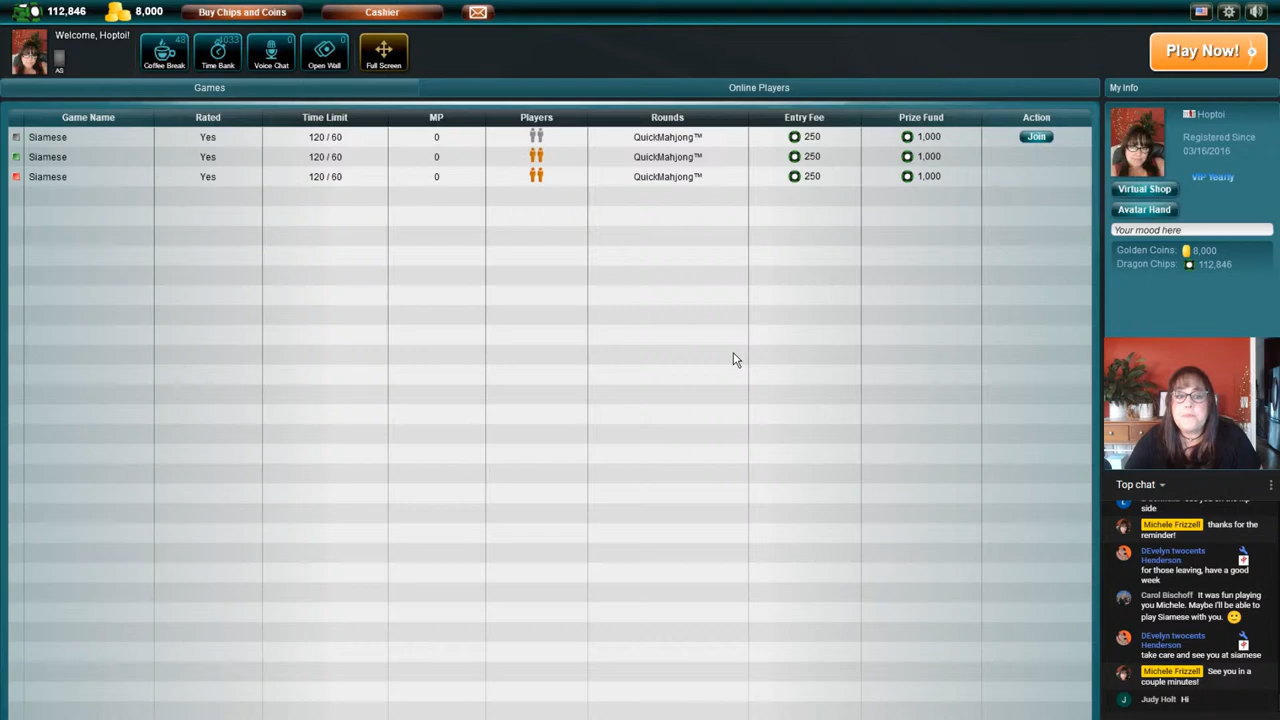 112,846
8,000
Buy Chips and Coins
Cashier
Welcome, Hoptoi!
AS
48
Coffee Break
4033
Time Bank
0
Voice Chat
0
Open Wall
Full Screen
Play Now!
Games
Online Players
My Info
Game Name Rated Time Limit MP Players Rounds Entry Fee Prize Fund Action
Siamese Yes 120 / 60 0 QuickMahjong™ 250 1,000 Join
Siamese Yes 120 / 60 0 QuickMahjong™ 250 1,000
Siamese Yes 120 / 60 0 QuickMahjong™ 250 1,000
Hoptoi
Registered Since
03/16/2016
VIP Yearly
Virtual Shop
Avatar Hand
Your mood here
Golden Coins: 8,000
Dragon Chips: 112,846
Top chat
side
Michele Frizzell thanks for the
reminder!
DEvelyn twocents
Henderson
for those leaving, have a good
week
Carol Bischoff It was fun playing
you Michele. Maybe I'll be able to
play Siamese with you.
DEvelyn twocents
Henderson
take care and see you at siamese
Michele Frizzell See you in a
couple minutes!
J Judy Holt Hi